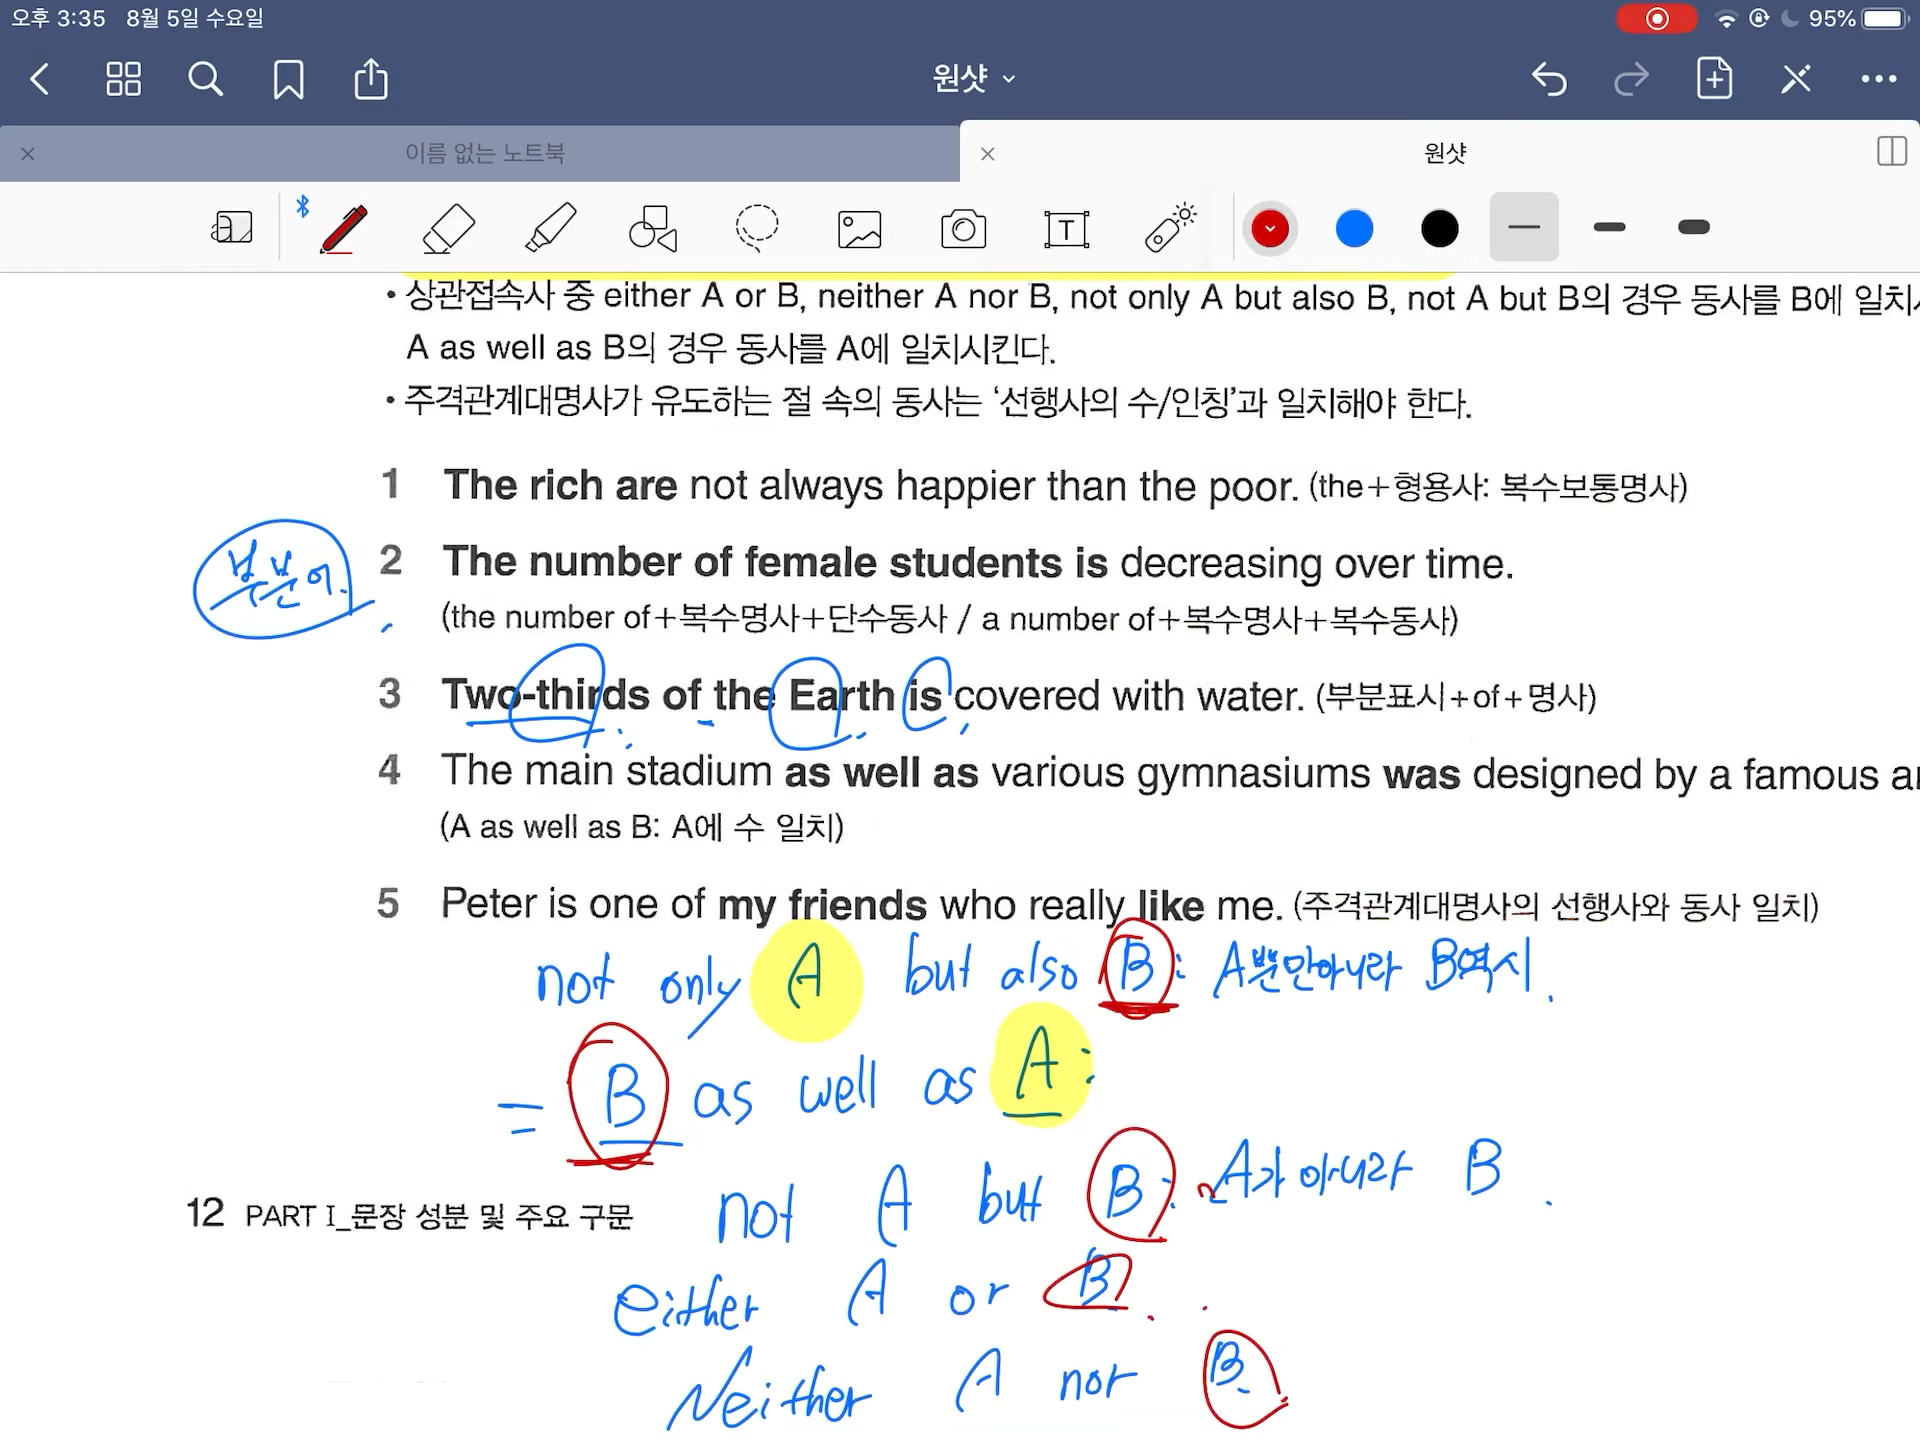 오후 3:35 8월 5일 수요일 95%
원샷
이름 없는 노트북 원샷
• 상관접속사 중 either A or B, neither A nor B, not only A but also B, not A but B의 경우 동사를 B에 일치
A as well as B의 경우 동사를 A에 일치시킨다.
• 주격관계대명사가 유도하는 절 속의 동사는 ‘선행사의 수/인칭’과 일치해야 한다.
1 The rich are not always happier than the poor. (the+형용사: 복수보통명사)
부분어.
2 The number of female students is decreasing over time.
(the number of+복수명사+단수동사 / a number of+복수명사+복수동사)
3 Two-thirds of the Earth is covered with water. (부분표시+of+명사)
4 The main stadium as well as various gymnasiums was designed by a famous
(A as well as B: A에 수 일치)
5 Peter is one of my friends who really like me. (주격관계대명사의 선행사와 동사 일치)
not only A but also B: A뿐만아니라 B역시.
= B as well as A:
not A but B: A가 아니라 B.
12 PART I_문장 성분 및 주요 구문
either A or B.
Neither A nor B.